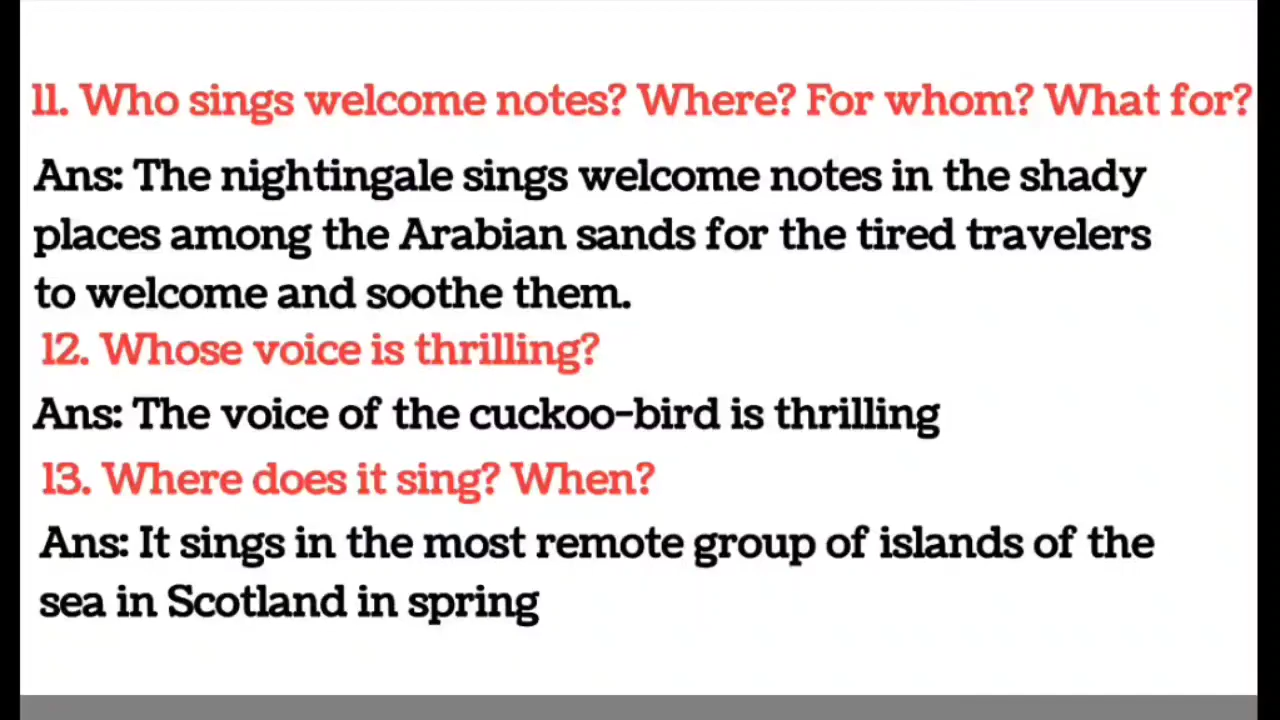 11. Who sings welcome notes? Where? For whom? What for?
Ans: The nightingale sings welcome notes in the shady
places among the Arabian sands for the tired travelers
to welcome and soothe them.
12. Whose voice is thrilling?
Ans: The voice of the cuckoo-bird is thrilling
13. Where does it sing? When?
Ans: It sings in the most remote group of islands of the
sea in Scotland in spring